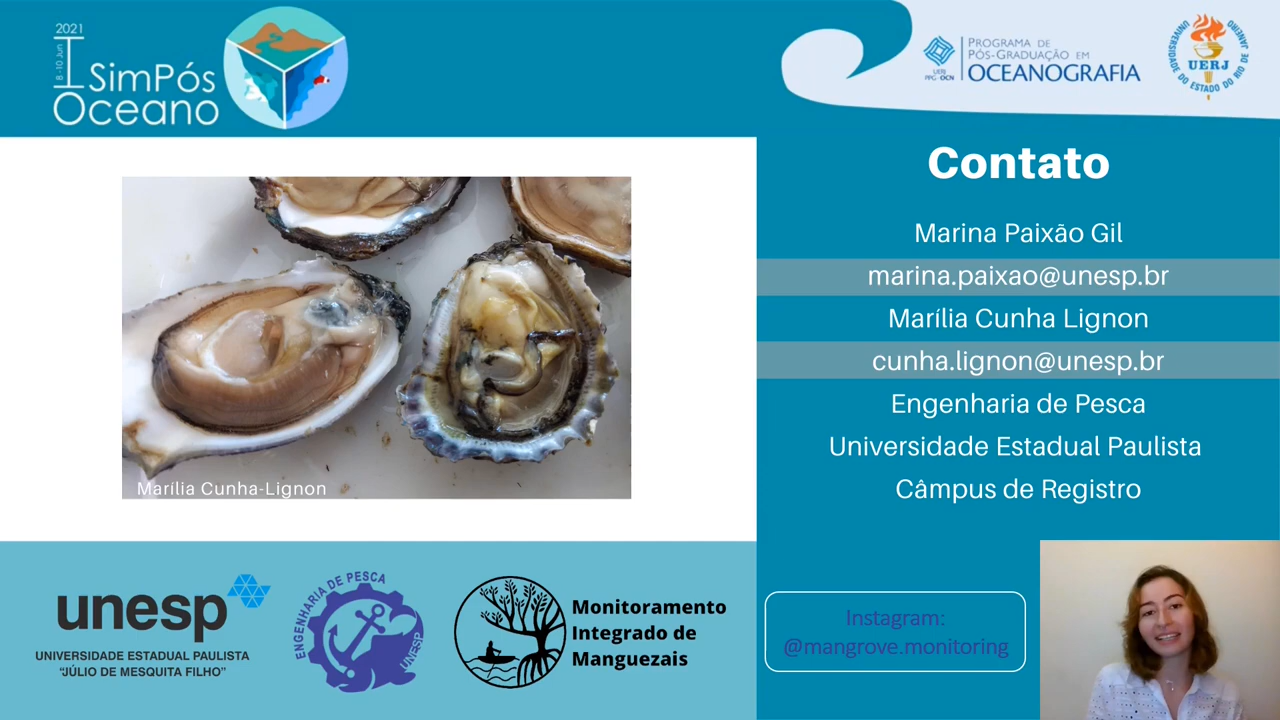 2021
8 -10 Jun
I SimPós
Oceano
PROGRAMA DE
PÓS-GRADUAÇÃO EM
OCEANOGRAFIA
UERJ
PPG OCN
UNIVERSIDADE DO ESTADO DO RIO DE JANEIRO
UERJ
Contato
Marina Paixão Gil
marina.paixao@unesp.br
Marília Cunha Lignon
cunha.lignon@unesp.br
Engenharia de Pesca
Universidade Estadual Paulista
Câmpus de Registro
Marília Cunha-Lignon
unesp
UNIVERSIDADE ESTADUAL PAULISTA
“JÚLIO DE MESQUITA FILHO”
ENGENHARIA DE PESCA
UNESP
Monitoramento
Integrado de
Manguezais
Instagram:
@mangrove.monitoring